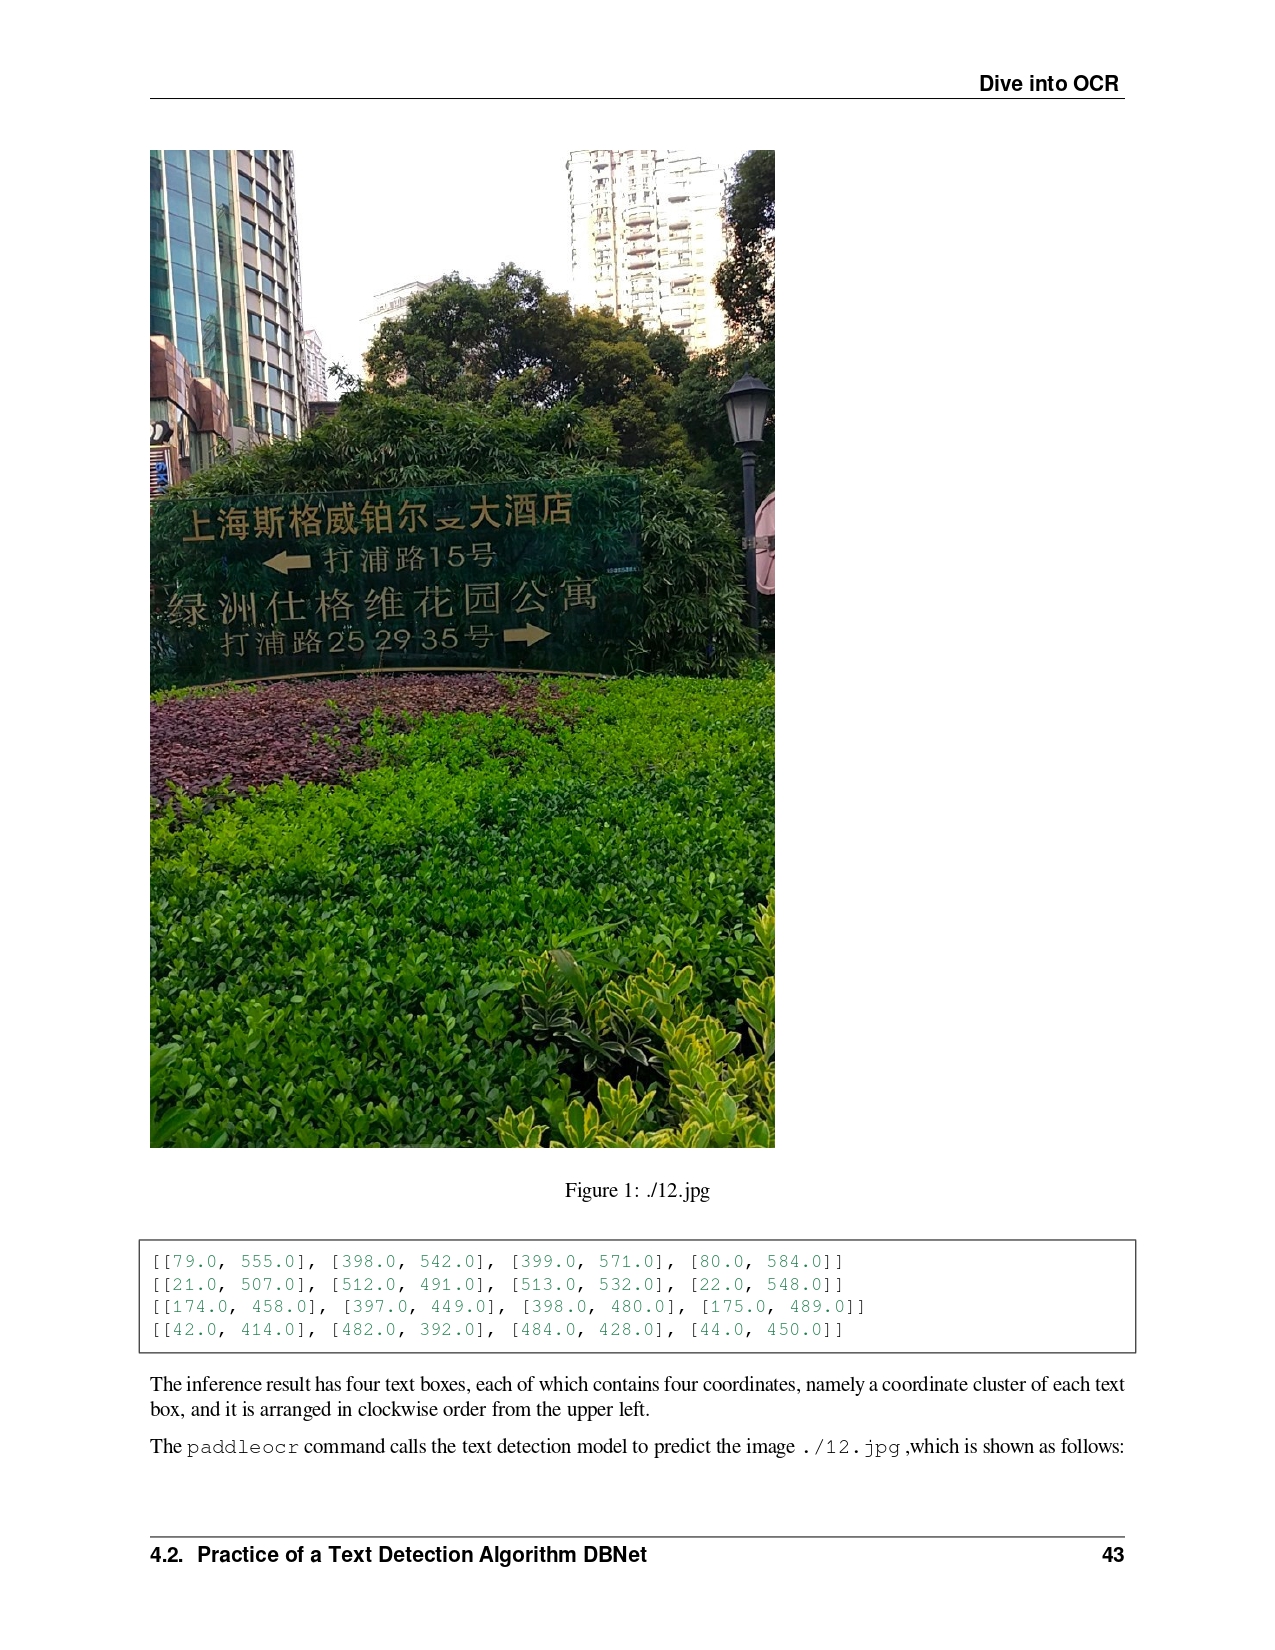 Dive into OCR
上海斯格威铂尔曼大酒店
打浦路15号
绿洲仕格维花园公寓
打浦路25 29 35号
Figure 1: ./12.jpg
[[79.0, 555.0], [398.0, 542.0], [399.0, 571.0], [80.0, 584.0]]
[[21.0, 507.0], [512.0, 491.0], [513.0, 532.0], [22.0, 548.0]]
[[174.0, 458.0], [397.0, 449.0], [398.0, 480.0], [175.0, 489.0]]
[[42.0, 414.0], [482.0, 392.0], [484.0, 428.0], [44.0, 450.0]]
The inference result has four text boxes, each of which contains four coordinates, namely a coordinate cluster of each text
box, and it is arranged in clockwise order from the upper left.
The paddleocr command calls the text detection model to predict the image ./12.jpg ,which is shown as follows:
4.2. Practice of a Text Detection Algorithm DBNet 43